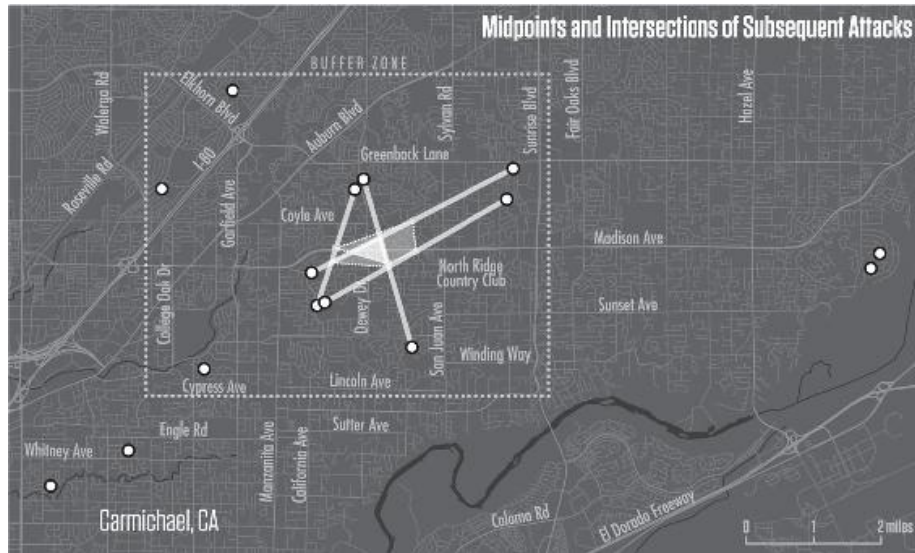 Midpoints and Intersections of Subsequent Attacks
BUFFER ZONE
Walerga Rd
Elkhorn Blvd
I-80
Auburn Blvd
Sylvan Rd
Sunrise Blvd
Fair Oaks Blvd
Hazel Ave
Roseville Rd
Greenback Lane
Garfield Ave
Coyle Ave
Madison Ave
College Oak Dr
Dewey Dr
North Ridge
Country Club
Sunset Ave
San Juan Ave
Winding Way
Cypress Ave
Lincoln Ave
Engle Rd
Sutter Ave
Whitney Ave
Manzanita Ave
California Ave
Carmichael, CA
Coloma Rd
El Dorado Freeway
0 1 2 miles